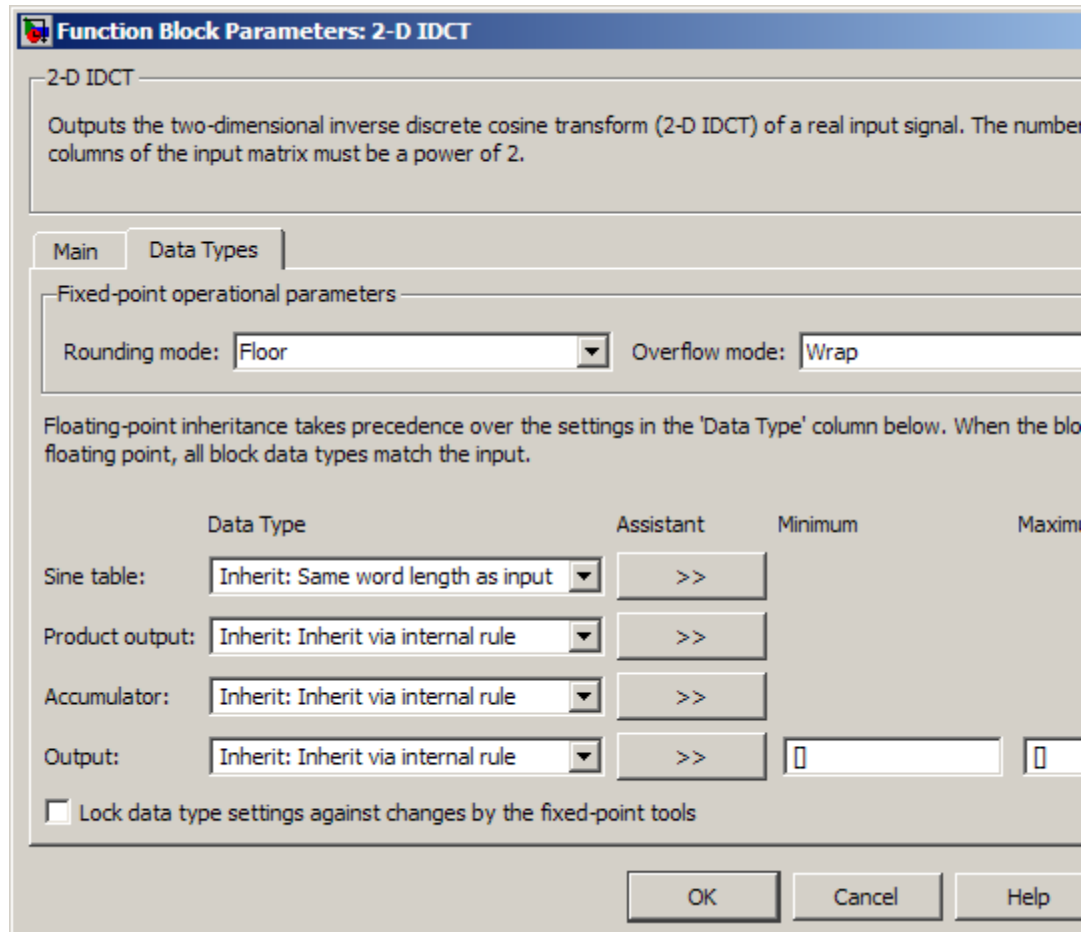 Function Block Parameters: 2-D IDCT
2-D IDCT
Outputs the two-dimensional inverse discrete cosine transform (2-D IDCT) of a real input signal. The number
columns of the input matrix must be a power of 2.
Main Data Types
Fixed-point operational parameters
Rounding mode: Floor Overflow mode: Wrap
Floating-point inheritance takes precedence over the settings in the 'Data Type' column below. When the blo
floating point, all block data types match the input.
Data Type Assistant Minimum Maximu
Sine table: Inherit: Same word length as input >>
Product output: Inherit: Inherit via internal rule >>
Accumulator: Inherit: Inherit via internal rule >>
Output: Inherit: Inherit via internal rule >> [] []
Lock data type settings against changes by the fixed-point tools
OK Cancel Help